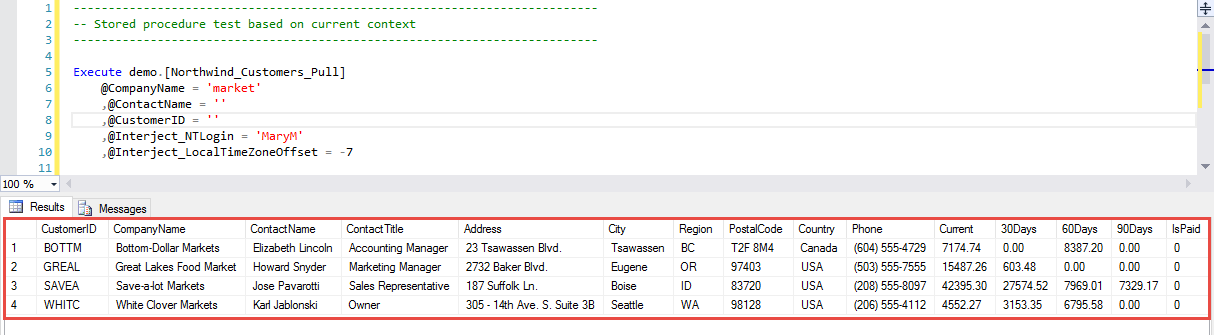 1 -------------------------------------------------------------------------
2 -- Stored procedure test based on current context
3 -------------------------------------------------------------------------
4
5 Execute demo.[Northwind_Customers_Pull]
6 @CompanyName = 'market'
7 ,@ContactName = ''
8 ,@CustomerID = ''
9 ,@Interject_NTLogin = 'MaryM'
10 ,@Interject_LocalTimeZoneOffset = -7
11
100 %
Results Messages
CustomerID CompanyName ContactName ContactTitle Address City Region PostalCode Country Phone Current 30Days 60Days 90Days IsPaid
1 BOTTM Bottom-Dollar Markets Elizabeth Lincoln Accounting Manager 23 Tsawassen Blvd. Tsawassen BC T2F 8M4 Canada (604) 555-4729 7174.74 0.00 8387.20 0.00 0
2 GREAL Great Lakes Food Market Howard Snyder Marketing Manager 2732 Baker Blvd. Eugene OR 97403 USA (503) 555-7555 15487.26 603.48 0.00 0.00 0
3 SAVEA Save-a-lot Markets Jose Pavarotti Sales Representative 187 Suffolk Ln. Boise ID 83720 USA (208) 555-8097 42395.30 27574.52 7969.01 7329.17 0
4 WHITC White Clover Markets Karl Jablonski Owner 305 - 14th Ave. S. Suite 3B Seattle WA 98128 USA (206) 555-4112 4552.27 3153.35 6795.58 0.00 0